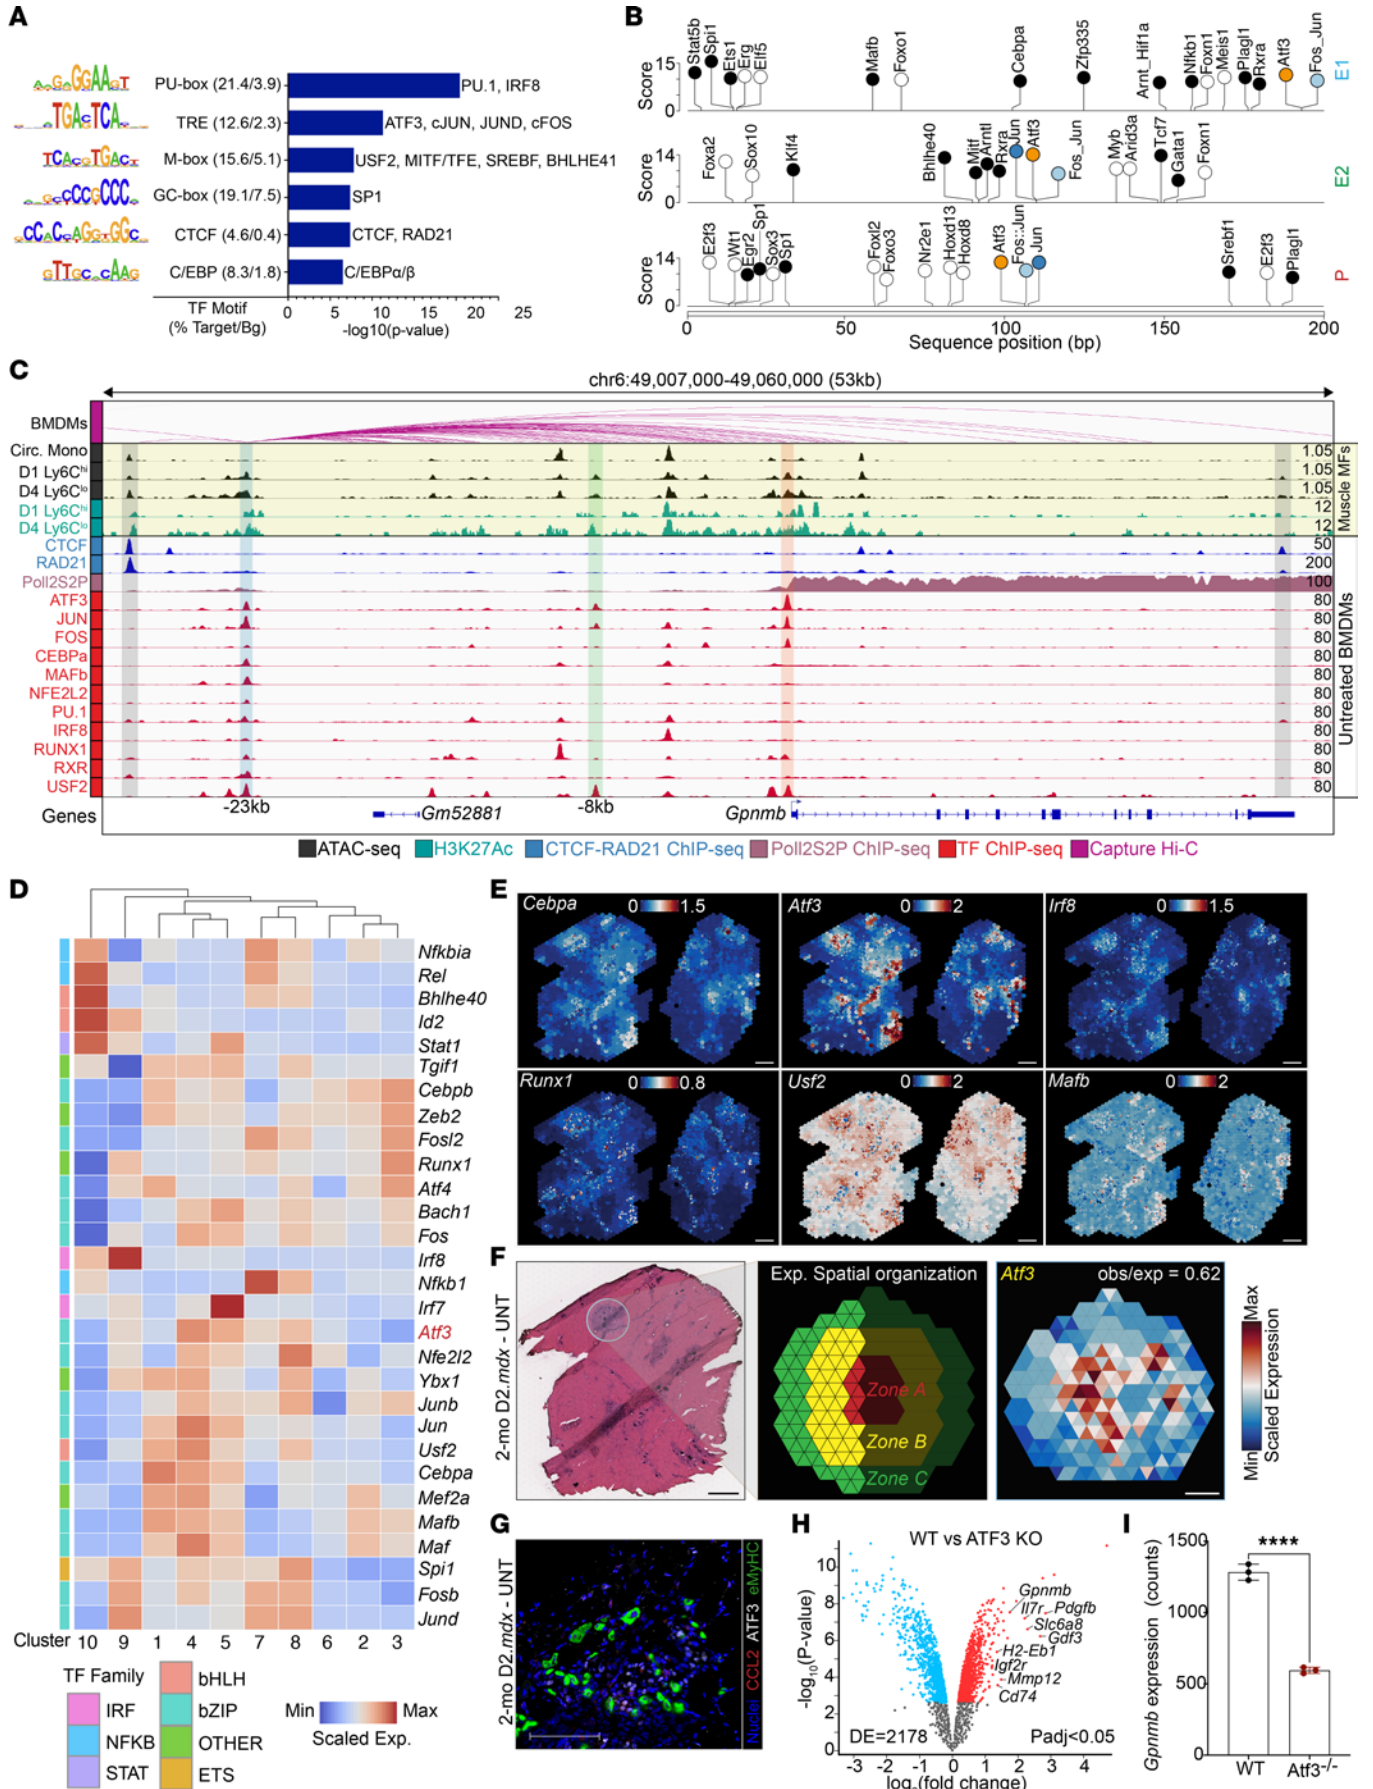 A
PU-box (21.4/3.9) PU.1, IRF8
TRE (12.6/2.3) ATF3, cJUN, JUND, cFOS
M-box (15.6/5.1) USF2, MITF/TFE, SREBF, BHLHE41
GC-box (19.1/7.5) SP1
CTCF (4.6/0.4) CTCF, RAD21
C/EBP (8.3/1.8) C/EBPα/β
TF Motif
(% Target/Bg)
0 5 10 15 20 25
-log10(p-value)
B
Score
15
0
Stat5b Spi1 Ets1 Erg Elf5 Mafb Foxo1 Cebpa Zfp335 Arnt_Hif1a Nfkb1 Foxn1 Meis1 Plagl1 Rxra Atf3 Fos_Jun
E1
Score
14
0
Foxa2 Sox10 Klf4 Bhlhe40 Mitf Arntl Rxra Jun Atf3 Fos_Jun Myb Arid3a Tcf7 Gata1 Foxn1
E2
Score
14
0
E2f3 Wt1 Egr2 Sp1 Sox3 Sp1 Foxl2 Foxo3 Nr2e1 Hoxd13 Hoxd8 Atf3 Fos::Jun Jun Srebf1 E2f3 Plagl1
P
0 50 100 150 200
Sequence position (bp)
C
chr6:49,007,000-49,060,000 (53kb)
BMDMs
Circ. Mono 1.05
D1 Ly6Chi 1.05
D4 Ly6Clo 1.05
D1 Ly6Chi 12
D4 Ly6Clo 12
Muscle MFs
CTCF 50
RAD21 200
PolI2S2P 100
ATF3 80
JUN 80
FOS 80
CEBPa 80
MAFb 80
NFE2L2 80
PU.1 80
IRF8 80
RUNX1 80
RXR 80
USF2 80
Untreated BMDMs
-23kb -8kb
Genes Gm52881 Gpnmb
ATAC-seq H3K27Ac CTCF-RAD21 ChIP-seq PolI2S2P ChIP-seq TF ChIP-seq Capture Hi-C
D
Nfkbia
Rel
Bhlhe40
Id2
Stat1
Tgif1
Cebpb
Zeb2
Fosl2
Runx1
Atf4
Bach1
Fos
Irf8
Nfkb1
Irf7
Atf3
Nfe2l2
Ybx1
Junb
Jun
Usf2
Cebpa
Mef2a
Mafb
Maf
Spi1
Fosb
Jund
Cluster 10 9 1 4 5 7 8 6 2 3
TF Family
IRF
NFKB
STAT
bHLH
bZIP
OTHER
ETS
Min Max
Scaled Exp.
E
Cebpa 0 1.5
Atf3 0 2
Irf8 0 1.5
Runx1 0 0.8
Usf2 0 2
Mafb 0 2
F
2-mo D2.mdx - UNT
Exp. Spatial organization
Zone A
Zone B
Zone C
Atf3 obs/exp = 0.62
Min Max
Scaled Expression
G
2-mo D2.mdx - UNT
Nuclei CCL2 ATF3 eMyHC
H
WT vs ATF3 KO
-log10(P-value)
10
8
6
4
2
0
Gpnmb
Il7r Pdgfb
Slc6a8
Gdf3
H2-Eb1
Igf2r
Mmp12
Cd74
DE=2178 Padj<0.05
-3 -2 -1 0 1 2 3 4
log2(fold change)
I
Gpnmb expression (counts)
1500
1000
500
0
****
WT Atf3-/-